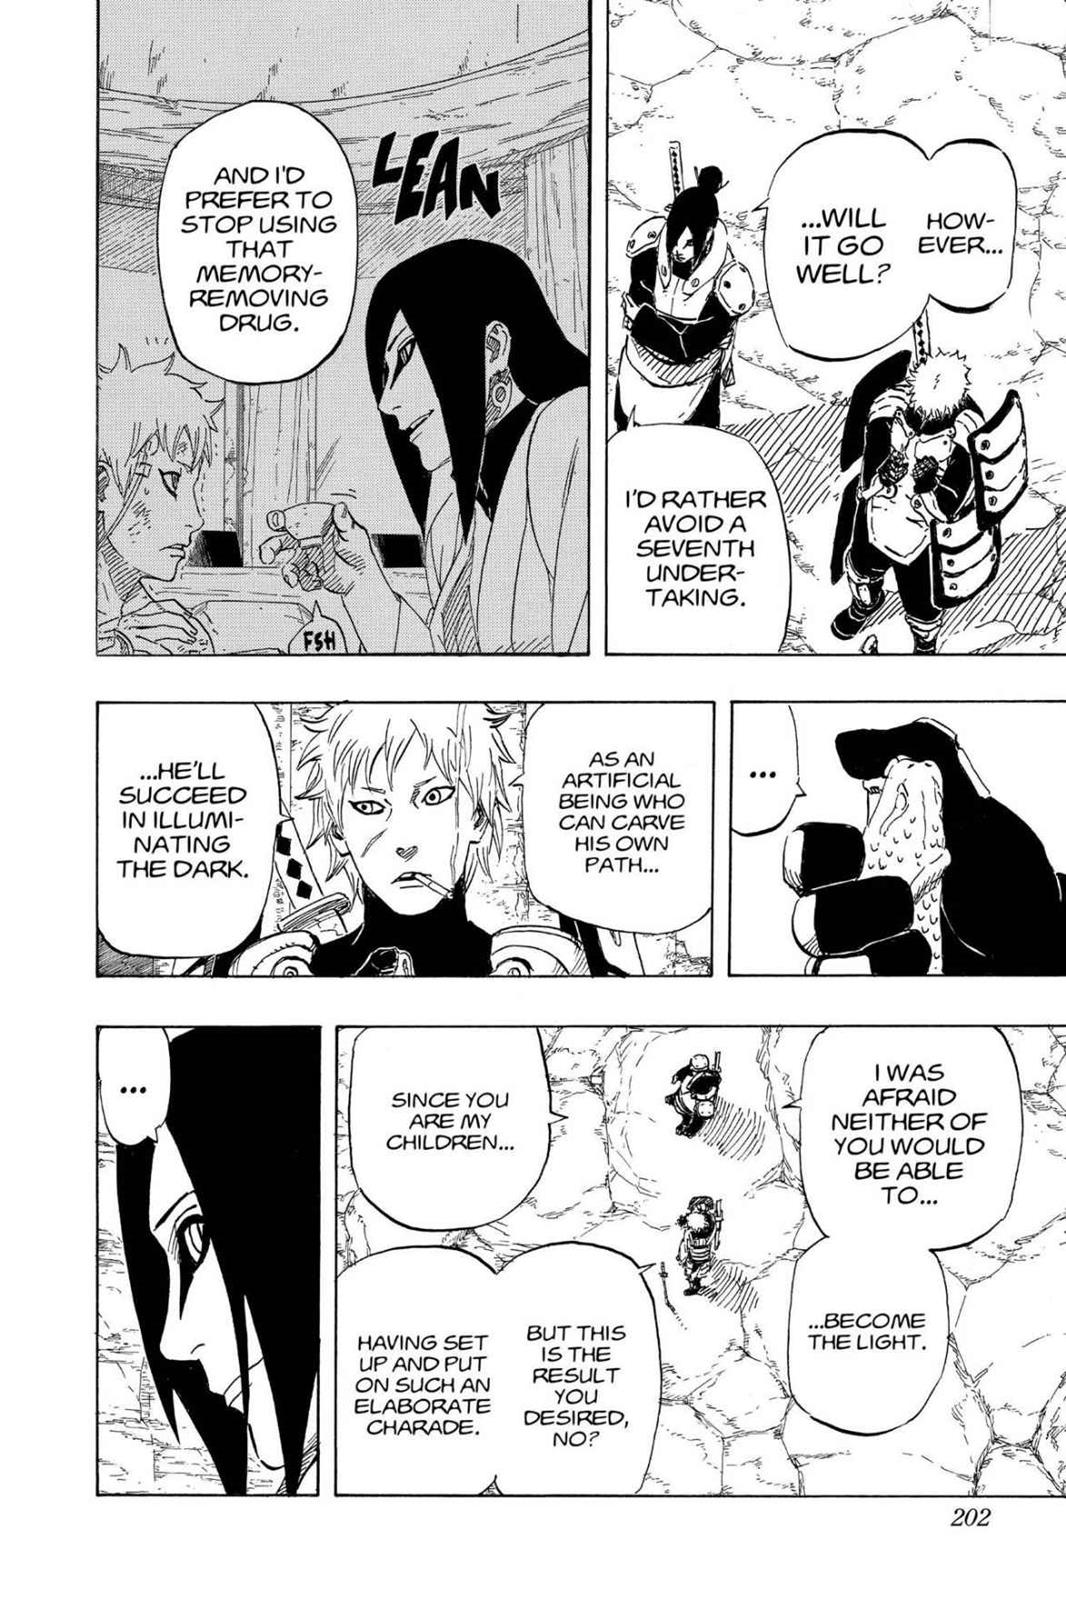 HOW-
EVER...
...WILL
IT GO
WELL?
I'D RATHER
AVOID A
SEVENTH
UNDER-
TAKING.
LEAN
AND I'D
PREFER TO
STOP USING
THAT
MEMORY-
REMOVING
DRUG.
FSH
...
AS AN
ARTIFICIAL
BEING WHO
CAN CARVE
HIS OWN
PATH...
...HE'LL
SUCCEED
IN ILLUMI-
NATING
THE DARK.
I WAS
AFRAID
NEITHER OF
YOU WOULD
BE ABLE
TO...
...BECOME
THE LIGHT.
SINCE YOU
ARE MY
CHILDREN...
BUT THIS
IS THE
RESULT
YOU
DESIRED,
NO?
HAVING SET
UP AND PUT
ON SUCH AN
ELABORATE
CHARADE.
...
202